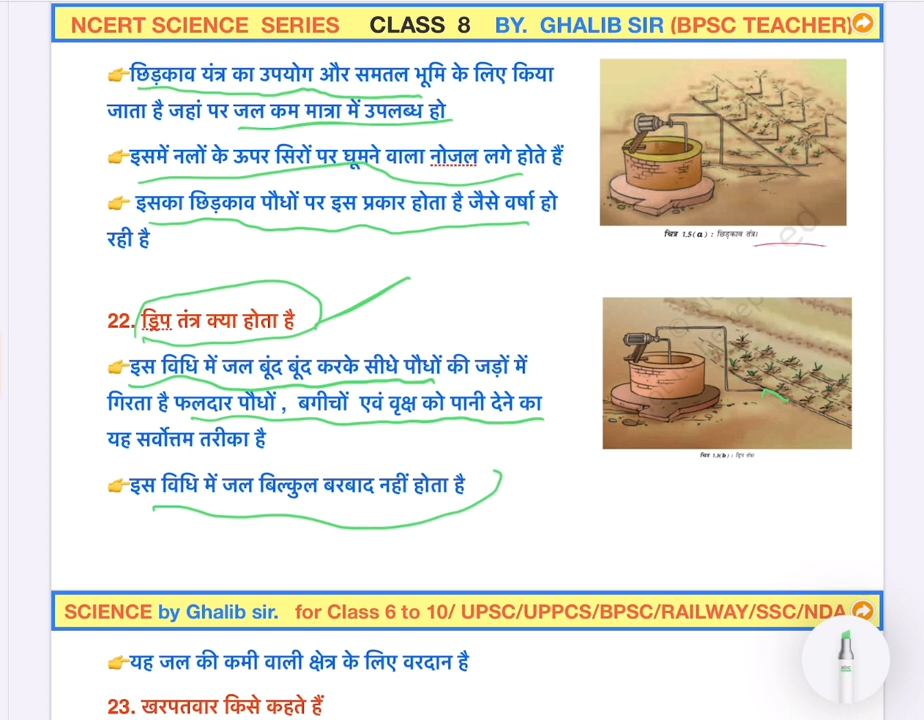 NCERT SCIENCE SERIES CLASS 8 BY. GHALIB SIR (BPSC TEACHER)
👉छिड़काव यंत्र का उपयोग और समतल भूमि के लिए किया
जाता है जहां पर जल कम मात्रा में उपलब्ध हो
👉इसमें नलों के ऊपर सिरों पर घूमने वाला नोजल लगे होते हैं
👉 इसका छिड़काव पौधों पर इस प्रकार होता है जैसे वर्षा हो
रही है
चित्र 1.5(a) : छिड़काव तंत्र।
22. ड्रिप तंत्र क्या होता है
👉इस विधि में जल बूंद बूंद करके सीधे पौधों की जड़ों में
गिरता है फलदार पौधों , बगीचों एवं वृक्ष को पानी देने का
यह सर्वोत्तम तरीका है
👉इस विधि में जल बिल्कुल बरबाद नहीं होता है
चित्र 1.5(b) : ड्रिप तंत्र।
SCIENCE by Ghalib sir. for Class 6 to 10/ UPSC/UPPCS/BPSC/RAILWAY/SSC/NDA
👉यह जल की कमी वाली क्षेत्र के लिए वरदान है
23. खरपतवार किसे कहते हैं